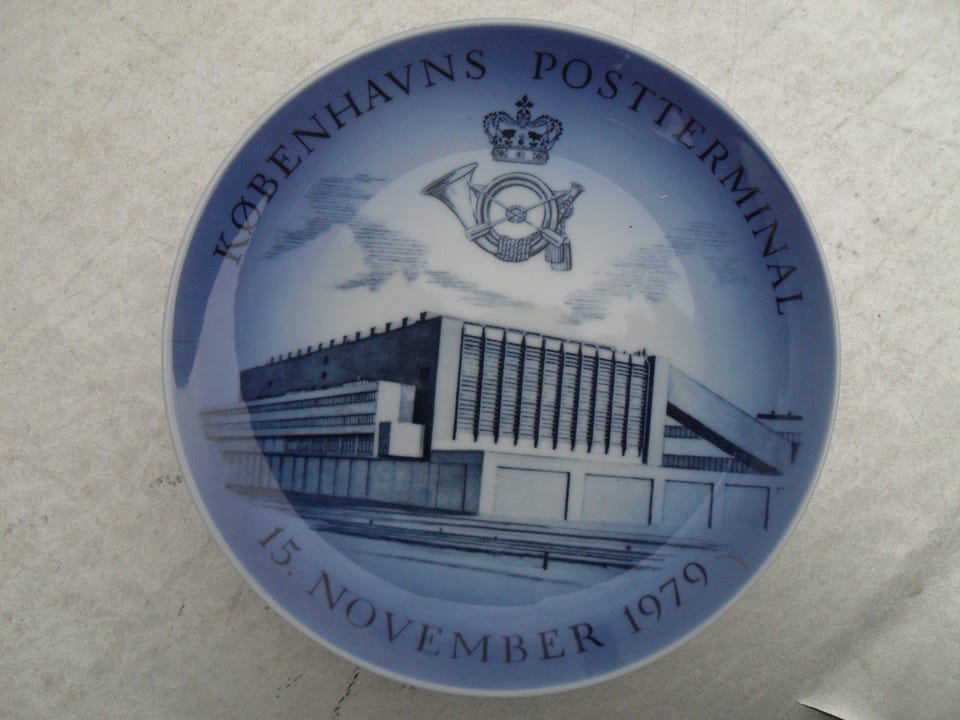 KØBENHAVNS POSTTERMINAL
15. NOVEMBER 1979